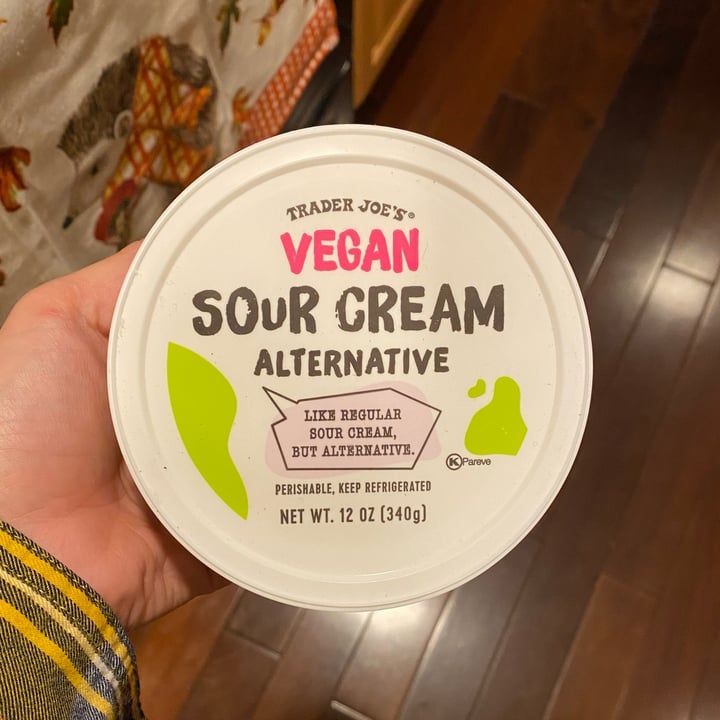 TRADER JOE'S®
VEGAN
SOUR CREAM
ALTERNATIVE
LIKE REGULAR
SOUR CREAM,
BUT ALTERNATIVE.
K Pareve
PERISHABLE, KEEP REFRIGERATED
NET WT. 12 OZ (340g)